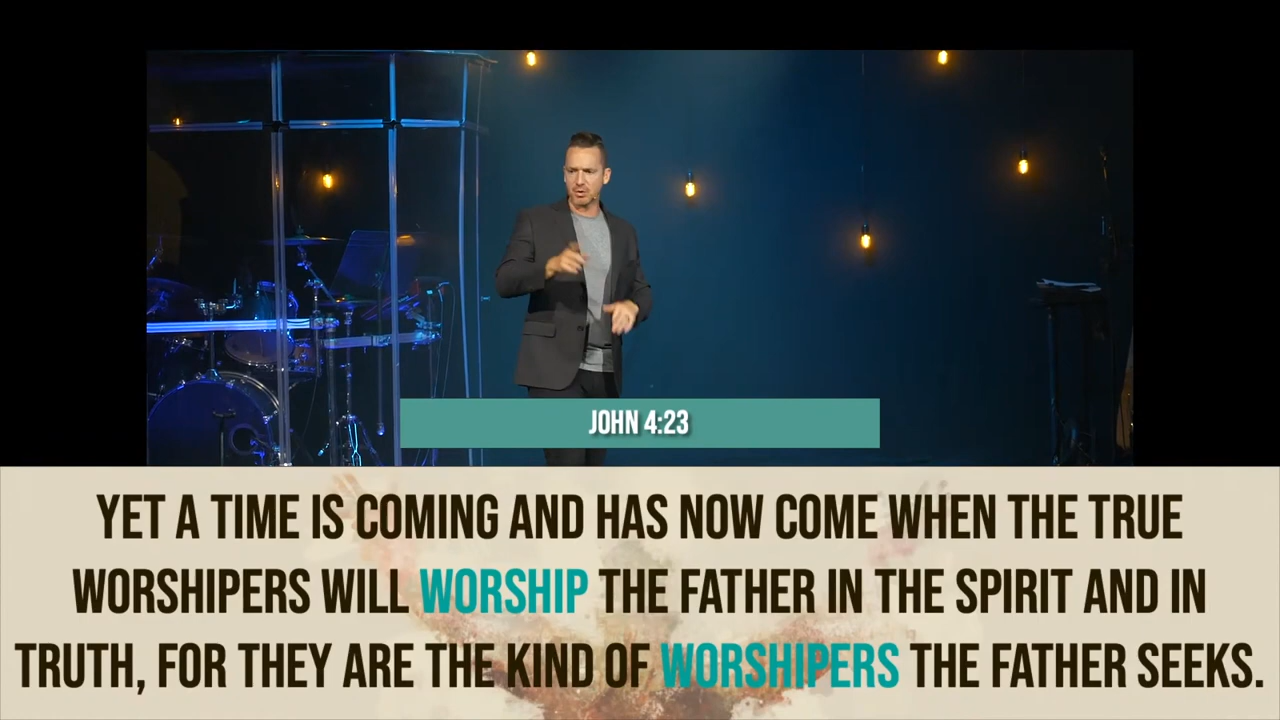 JOHN 4:23
YET A TIME IS COMING AND HAS NOW COME WHEN THE TRUE
WORSHIPERS WILL WORSHIP THE FATHER IN THE SPIRIT AND IN
TRUTH, FOR THEY ARE THE KIND OF WORSHIPERS THE FATHER SEEKS.